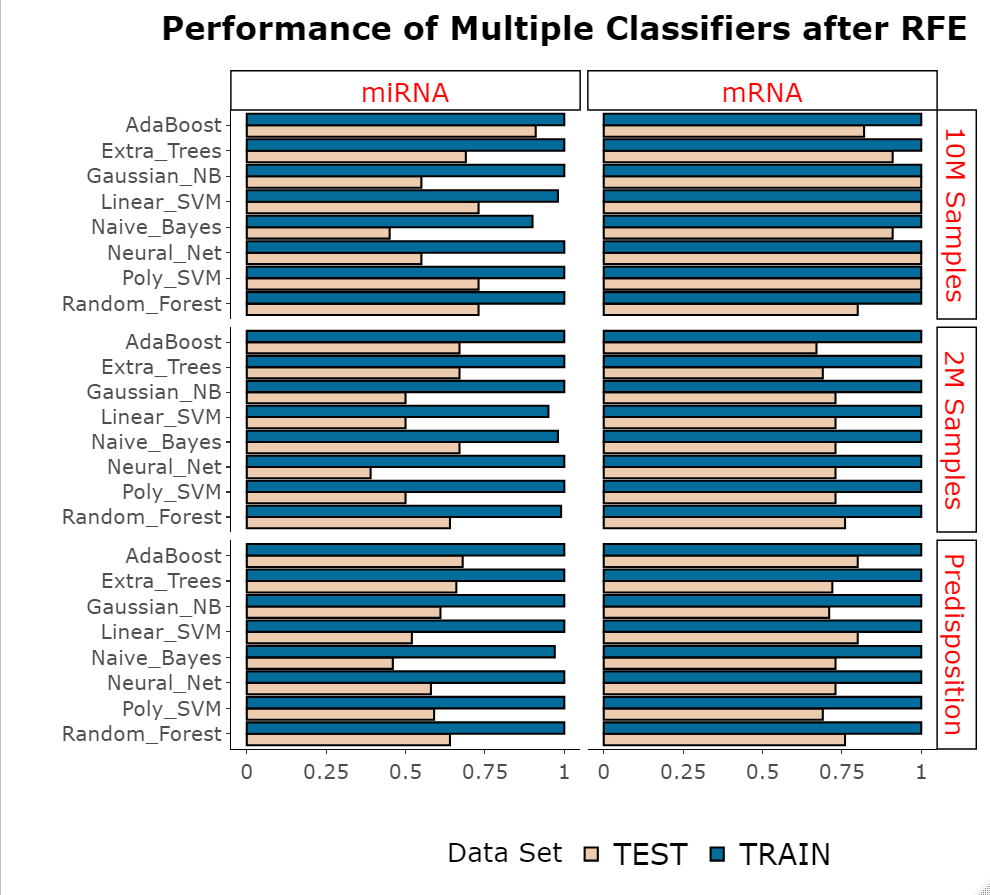 Performance of Multiple Classifiers after RFE
miRNA
mRNA
AdaBoost
Extra_Trees
Gaussian_NB
Linear_SVM
Naive_Bayes
Neural_Net
Poly_SVM
Random_Forest
10M Samples
AdaBoost
Extra_Trees
Gaussian_NB
Linear_SVM
Naive_Bayes
Neural_Net
Poly_SVM
Random_Forest
2M Samples
AdaBoost
Extra_Trees
Gaussian_NB
Linear_SVM
Naive_Bayes
Neural_Net
Poly_SVM
Random_Forest
Predisposition
0 0.25 0.5 0.75 1
0 0.25 0.5 0.75 1
Data Set TEST TRAIN